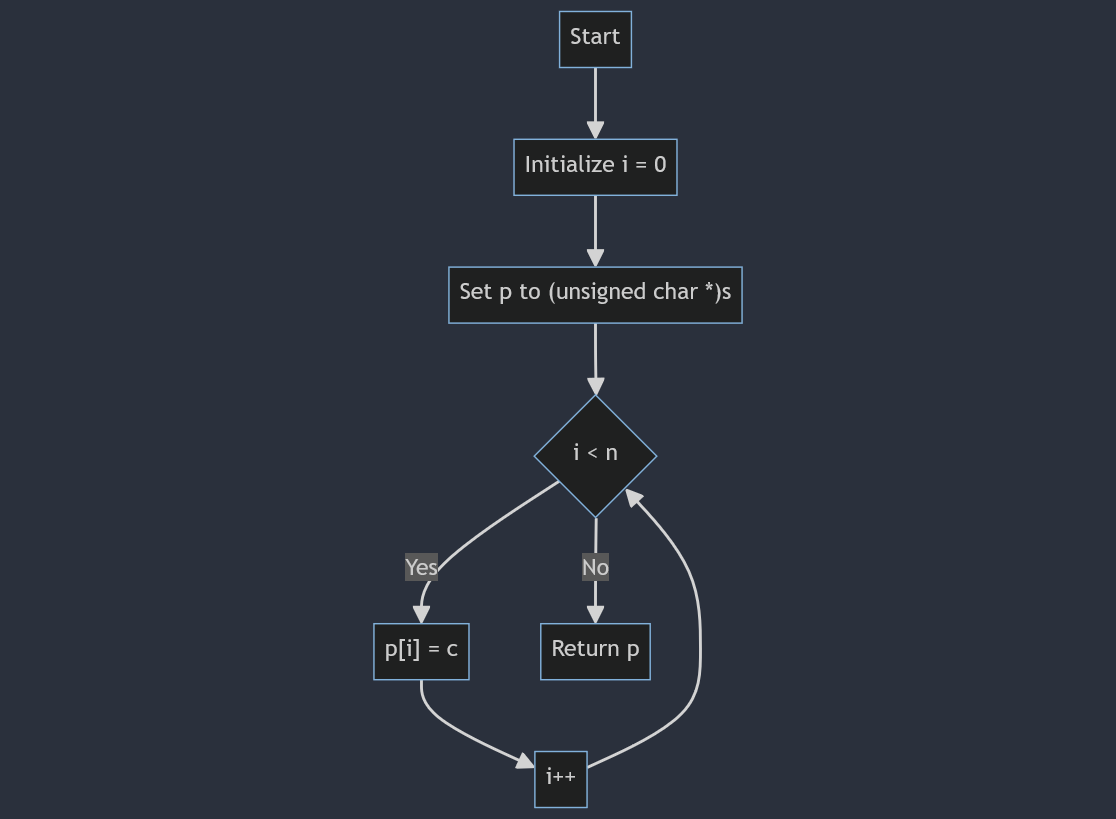 Start
Initialize i = 0
Set p to (unsigned char *)s
i < n
Yes
No
p[i] = c
Return p
i++